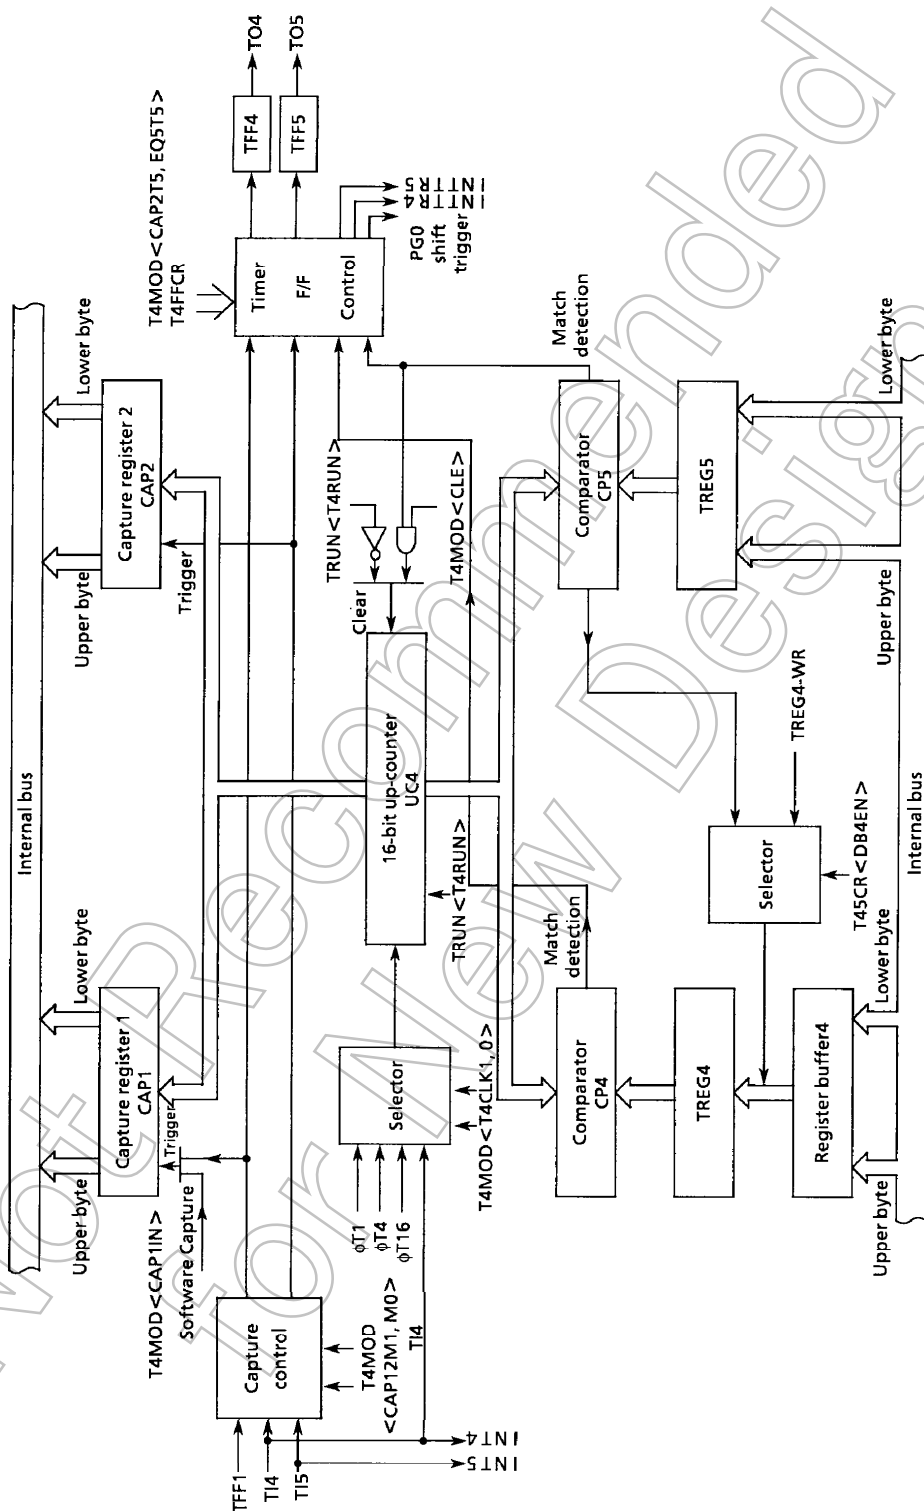 Internal bus
Upper byte
Lower byte
Upper byte
Lower byte
Capture register 1
CAP1
Capture register 2
CAP2
T4MOD<CAP1IN>
Software Capture
Trigger
Trigger
T4MOD<CAP2T5, EQ5T5>
T4FFCR
TFF1
TI4
TI5
Capture
control
Timer
F/F
Control
TFF4
TO4
TFF5
TO5
T4MOD
<CAP12M1, M0>
INT4
INT5
INTTR5
INTTR4
PG0
shift
trigger
TI4
φT1
φT4
φT16
Selector
T4MOD<T4CLK1, 0>
16-bit up-counter
UC4
TRUN<T4RUN>
Clear
TRUN<T4RUN>
T4MOD<CLE>
Match
detection
Match
detection
Comparator
CP4
Comparator
CP5
TREG4
TREG5
Selector
TREG4-WR
T45CR<DB4EN>
Register buffer4
Upper byte
Lower byte
Upper byte
Lower byte
Internal bus
Not Recommended
for New Design